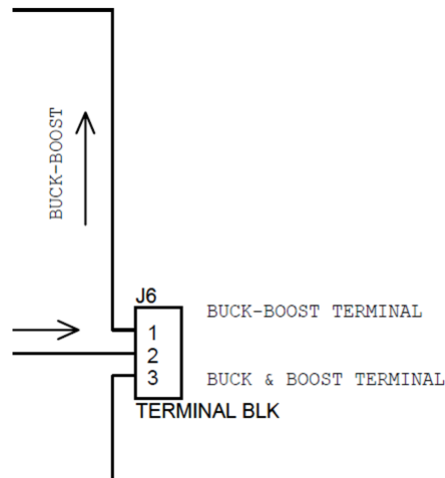 BUCK-BOOST
J6
1
BUCK-BOOST TERMINAL
2
3
BUCK & BOOST TERMINAL
TERMINAL BLK